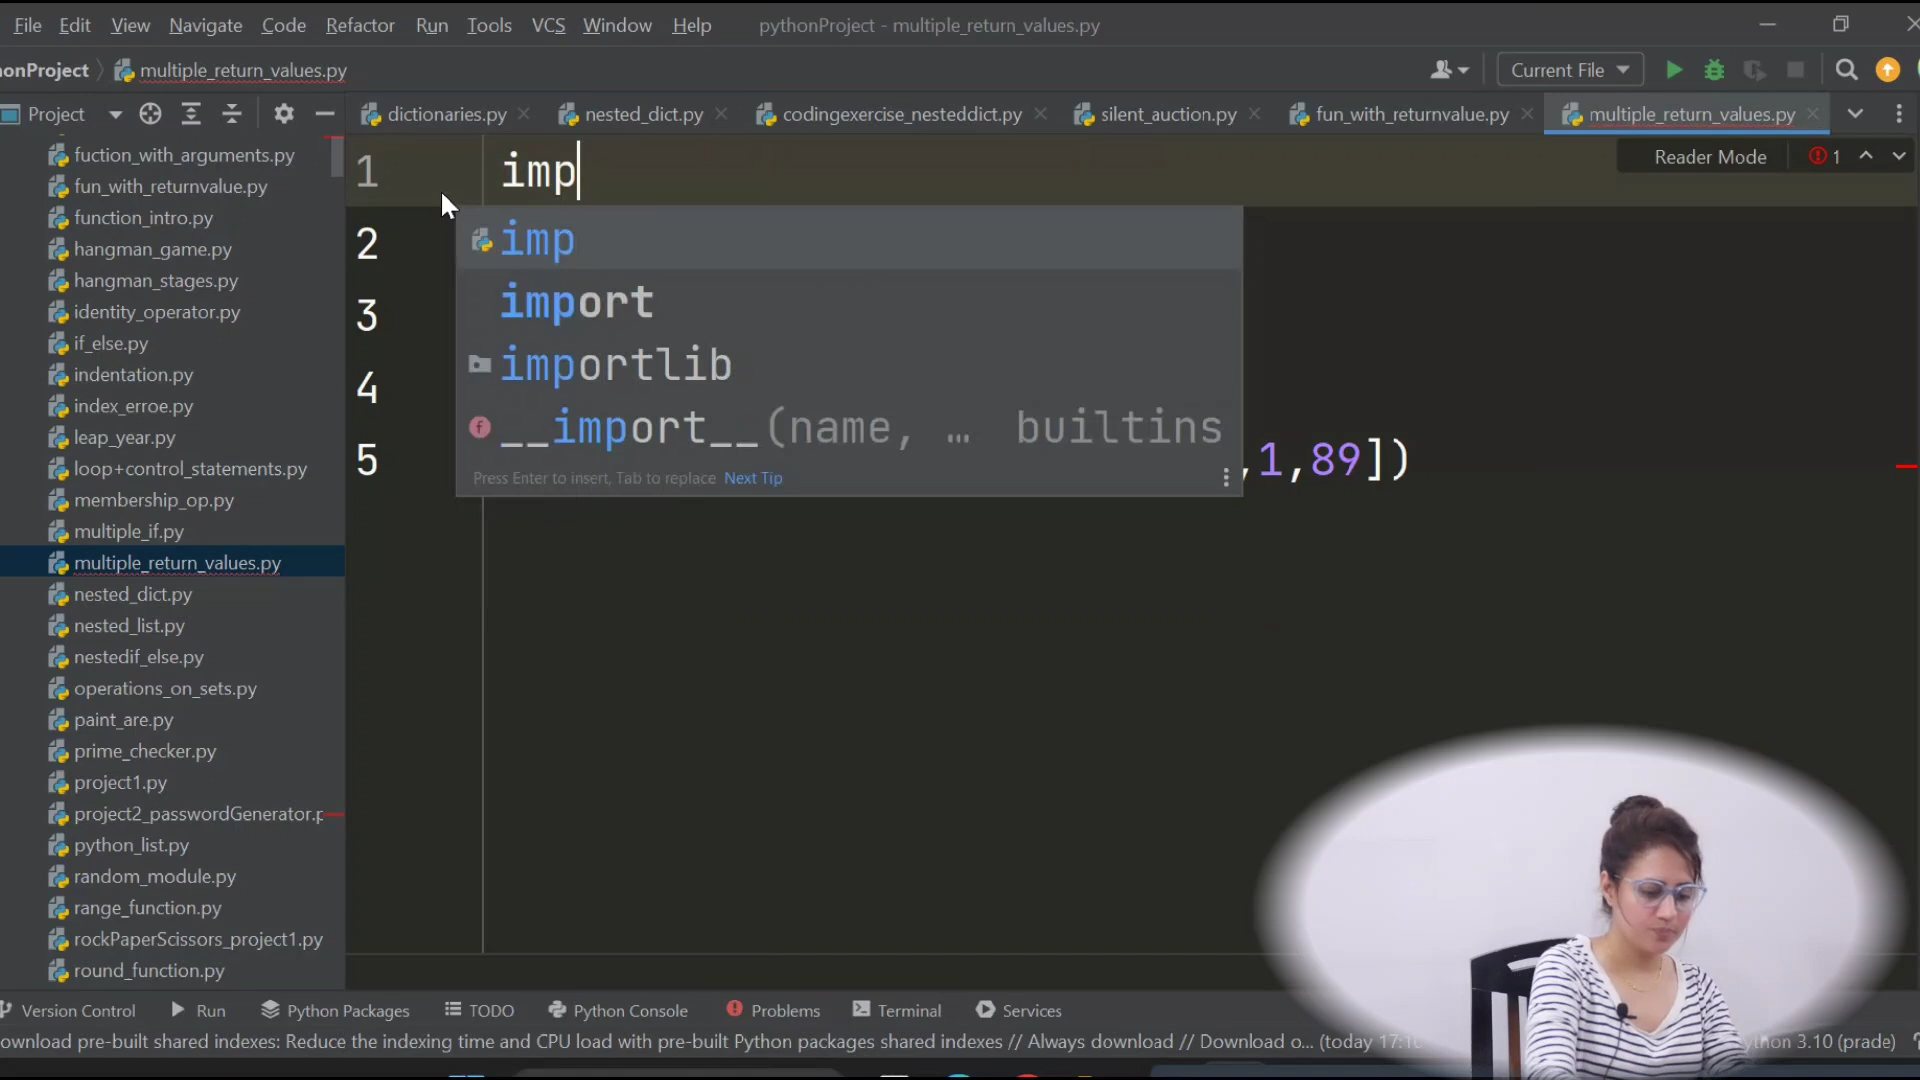 File Edit View Navigate Code Refactor Run Tools VCS Window Help pythonProject - multiple_return_values.py
honProject multiple_return_values.py Current File
Project dictionaries.py nested_dict.py codingexercise_nesteddict.py silent_auction.py fun_with_returnvalue.py multiple_return_values.py
fuction_with_arguments.py
fun_with_returnvalue.py
function_intro.py
hangman_game.py
hangman_stages.py
identity_operator.py
if_else.py
indentation.py
index_erroe.py
leap_year.py
loop+control_statements.py
membership_op.py
multiple_if.py
multiple_return_values.py
nested_dict.py
nested_list.py
nestedif_else.py
operations_on_sets.py
paint_are.py
prime_checker.py
project1.py
project2_passwordGenerator.p
python_list.py
random_module.py
range_function.py
rockPaperScissors_project1.py
round_function.py
1 imp
Reader Mode 1
2
3
4
5 ,1,89])
imp
import
importlib
__import__(name, … builtins
Press Enter to insert, Tab to replace Next Tip
Version Control Run Python Packages TODO Python Console Problems Terminal Services
ownload pre-built shared indexes: Reduce the indexing time and CPU load with pre-built Python packages shared indexes // Always download // Download o... (today 17:1 ython 3.10 (prade)